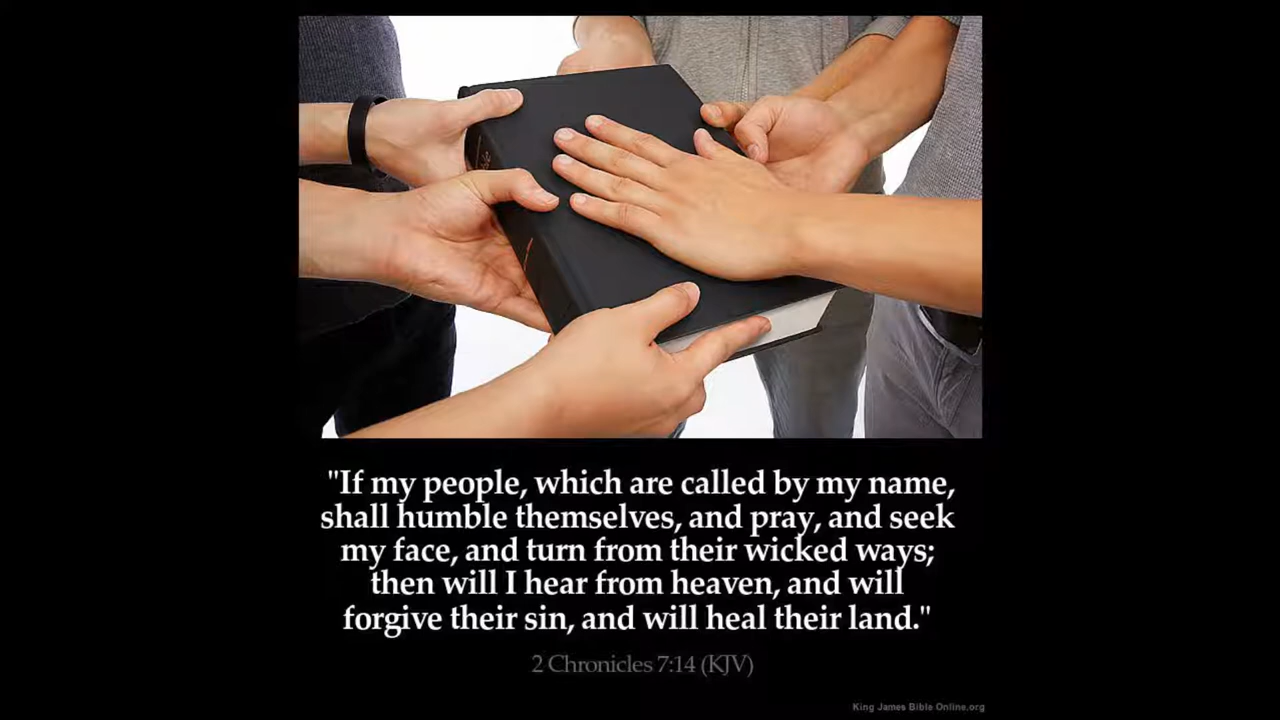 "If my people, which are called by my name,
shall humble themselves, and pray, and seek
my face, and turn from their wicked ways;
then will I hear from heaven, and will
forgive their sin, and will heal their land."
2 Chronicles 7:14 (KJV)
King James Bible Online.org